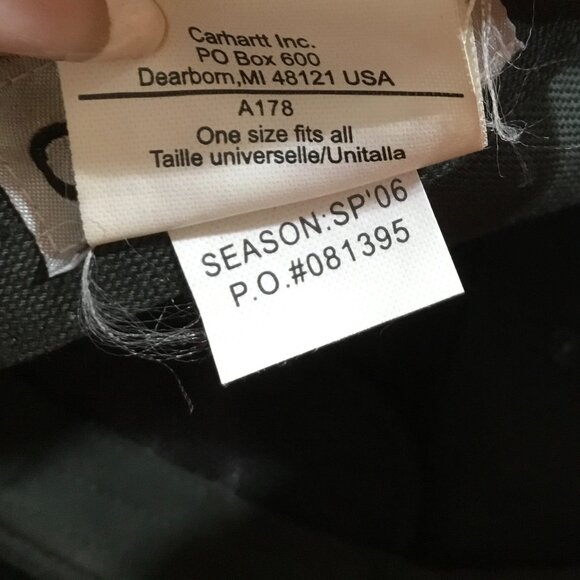 Carhartt Inc.
PO Box 600
Dearborn,MI 48121 USA
A178
One size fits all
Taille universelle/Unitalla
SEASON:SP'06
P.O.#081395